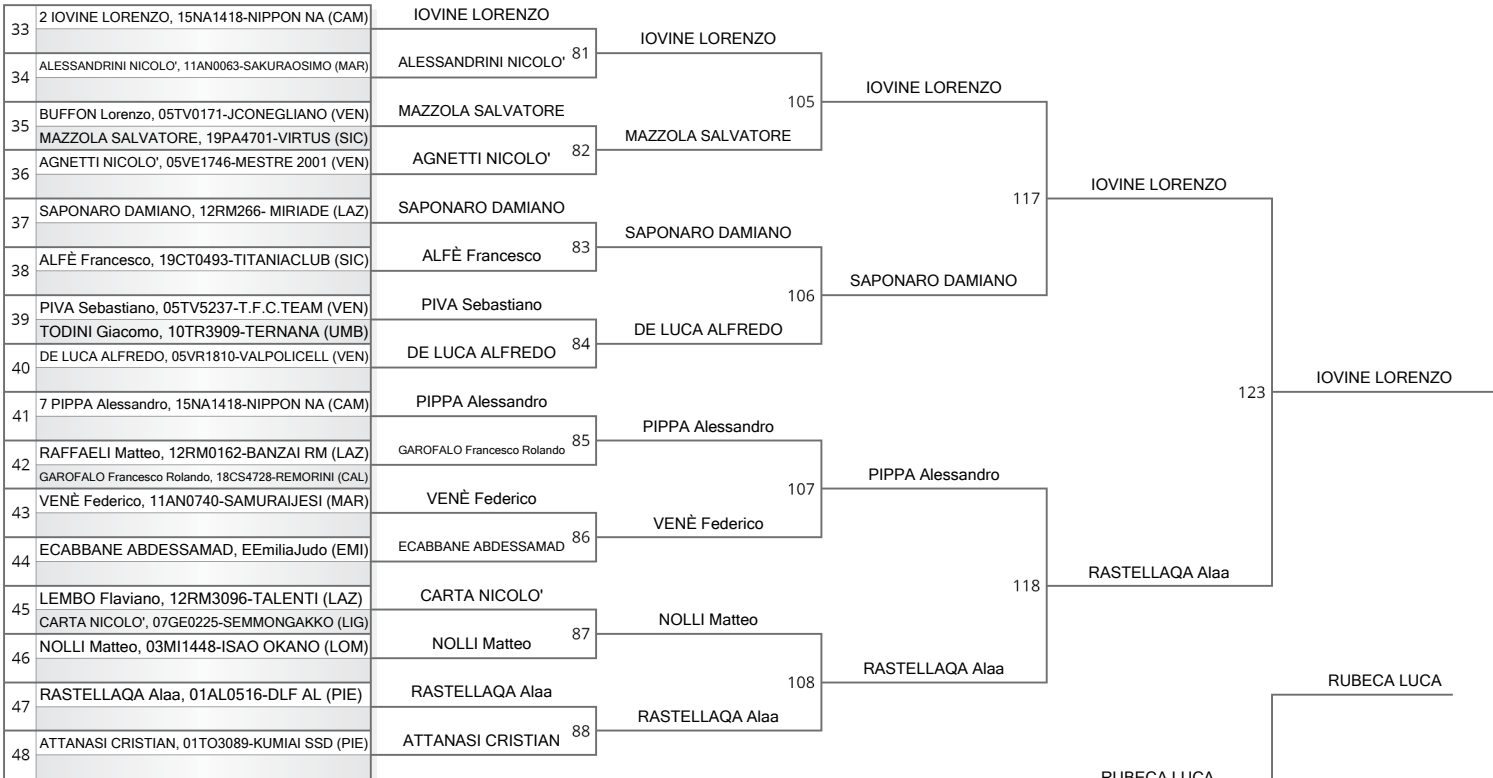 33
2 IOVINE LORENZO, 15NA1418-NIPPON NA (CAM)
34
ALESSANDRINI NICOLO', 11AN0063-SAKURAOSIMO (MAR)
35
BUFFON Lorenzo, 05TV0171-JCONEGLIANO (VEN)
MAZZOLA SALVATORE, 19PA4701-VIRTUS (SIC)
36
AGNETTI NICOLO', 05VE1746-MESTRE 2001 (VEN)
37
SAPONARO DAMIANO, 12RM266- MIRIADE (LAZ)
38
ALFÈ Francesco, 19CT0493-TITANIACLUB (SIC)
39
PIVA Sebastiano, 05TV5237-T.F.C.TEAM (VEN)
TODINI Giacomo, 10TR3909-TERNANA (UMB)
40
DE LUCA ALFREDO, 05VR1810-VALPOLICELL (VEN)
41
7 PIPPA Alessandro, 15NA1418-NIPPON NA (CAM)
42
RAFFAELI Matteo, 12RM0162-BANZAI RM (LAZ)
GAROFALO Francesco Rolando, 18CS4728-REMORINI (CAL)
43
VENÈ Federico, 11AN0740-SAMURAIJESI (MAR)
44
ECABBANE ABDESSAMAD, EEmiliaJudo (EMI)
45
LEMBO Flaviano, 12RM3096-TALENTI (LAZ)
CARTA NICOLO', 07GE0225-SEMMONGAKKO (LIG)
46
NOLLI Matteo, 03MI1448-ISAO OKANO (LOM)
47
RASTELLAQA Alaa, 01AL0516-DLF AL (PIE)
48
ATTANASI CRISTIAN, 01TO3089-KUMIAI SSD (PIE)
IOVINE LORENZO
ALESSANDRINI NICOLO'
81
MAZZOLA SALVATORE
AGNETTI NICOLO'
82
SAPONARO DAMIANO
ALFÈ Francesco
83
PIVA Sebastiano
DE LUCA ALFREDO
84
PIPPA Alessandro
GAROFALO Francesco Rolando
85
VENÈ Federico
ECABBANE ABDESSAMAD
86
CARTA NICOLO'
NOLLI Matteo
87
RASTELLAQA Alaa
ATTANASI CRISTIAN
88
IOVINE LORENZO
105
MAZZOLA SALVATORE
SAPONARO DAMIANO
106
DE LUCA ALFREDO
PIPPA Alessandro
107
VENÈ Federico
NOLLI Matteo
108
RASTELLAQA Alaa
IOVINE LORENZO
117
SAPONARO DAMIANO
PIPPA Alessandro
118
RASTELLAQA Alaa
IOVINE LORENZO
123
RASTELLAQA Alaa
IOVINE LORENZO
RUBECA LUCA
RUBECA LUCA